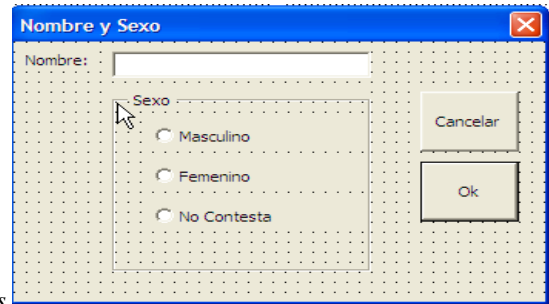 Nombre y Sexo
Nombre:
Sexo
Masculino
Femenino
No Contesta
Cancelar
Ok